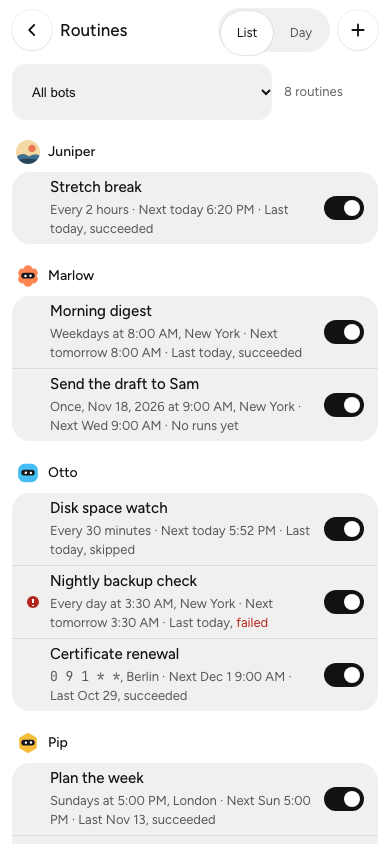 Routines
List
Day
All bots
8 routines
Juniper
Stretch break
Every 2 hours · Next today 6:20 PM · Last
today, succeeded
Marlow
Morning digest
Weekdays at 8:00 AM, New York · Next
tomorrow 8:00 AM · Last today, succeeded
Send the draft to Sam
Once, Nov 18, 2026 at 9:00 AM, New York ·
Next Wed 9:00 AM · No runs yet
Otto
Disk space watch
Every 30 minutes · Next today 5:52 PM · Last
today, skipped
Nightly backup check
Every day at 3:30 AM, New York · Next
tomorrow 3:30 AM · Last today, failed
Certificate renewal
0 9 1 * *, Berlin · Next Dec 1 9:00 AM ·
Last Oct 29, succeeded
Pip
Plan the week
Sundays at 5:00 PM, London · Next Sun 5:00
PM · Last Nov 13, succeeded